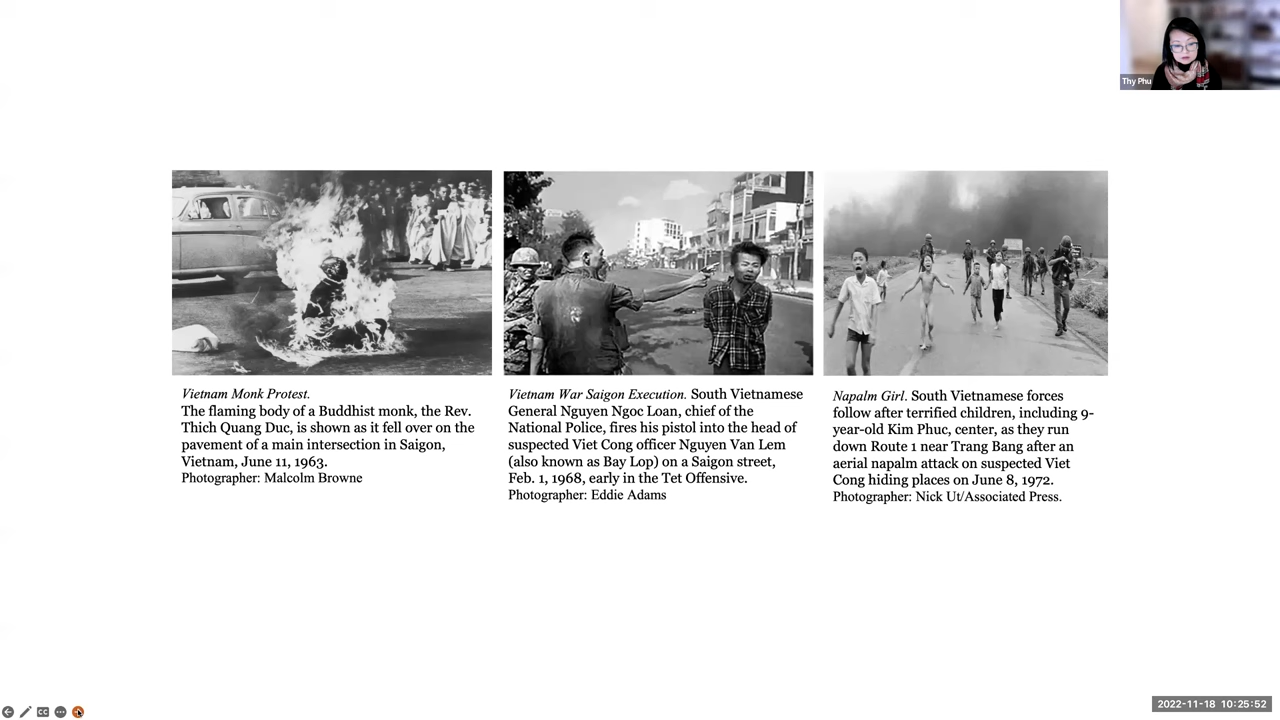 Thy Phu
Vietnam Monk Protest.
The flaming body of a Buddhist monk, the Rev.
Thich Quang Duc, is shown as it fell over on the
pavement of a main intersection in Saigon,
Vietnam, June 11, 1963.
Photographer: Malcolm Browne
Vietnam War Saigon Execution. South Vietnamese
General Nguyen Ngoc Loan, chief of the
National Police, fires his pistol into the head of
suspected Viet Cong officer Nguyen Van Lem
(also known as Bay Lop) on a Saigon street,
Feb. 1, 1968, early in the Tet Offensive.
Photographer: Eddie Adams
Napalm Girl. South Vietnamese forces
follow after terrified children, including 9-
year-old Kim Phuc, center, as they run
down Route 1 near Trang Bang after an
aerial napalm attack on suspected Viet
Cong hiding places on June 8, 1972.
Photographer: Nick Ut/Associated Press.
CC
2022-11-18 10:25:52